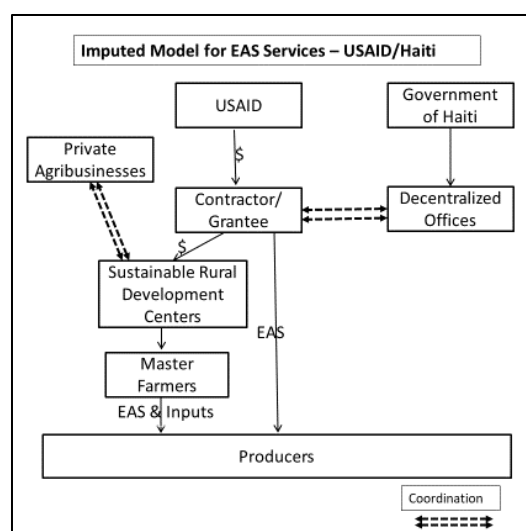 Imputed Model for EAS Services – USAID/Haiti
USAID
Government
of Haiti
Private
Agribusinesses
$
Contractor/
Grantee
Decentralized
Offices
$
Sustainable Rural
Development
Centers
EAS
Master
Farmers
EAS & Inputs
Producers
Coordination